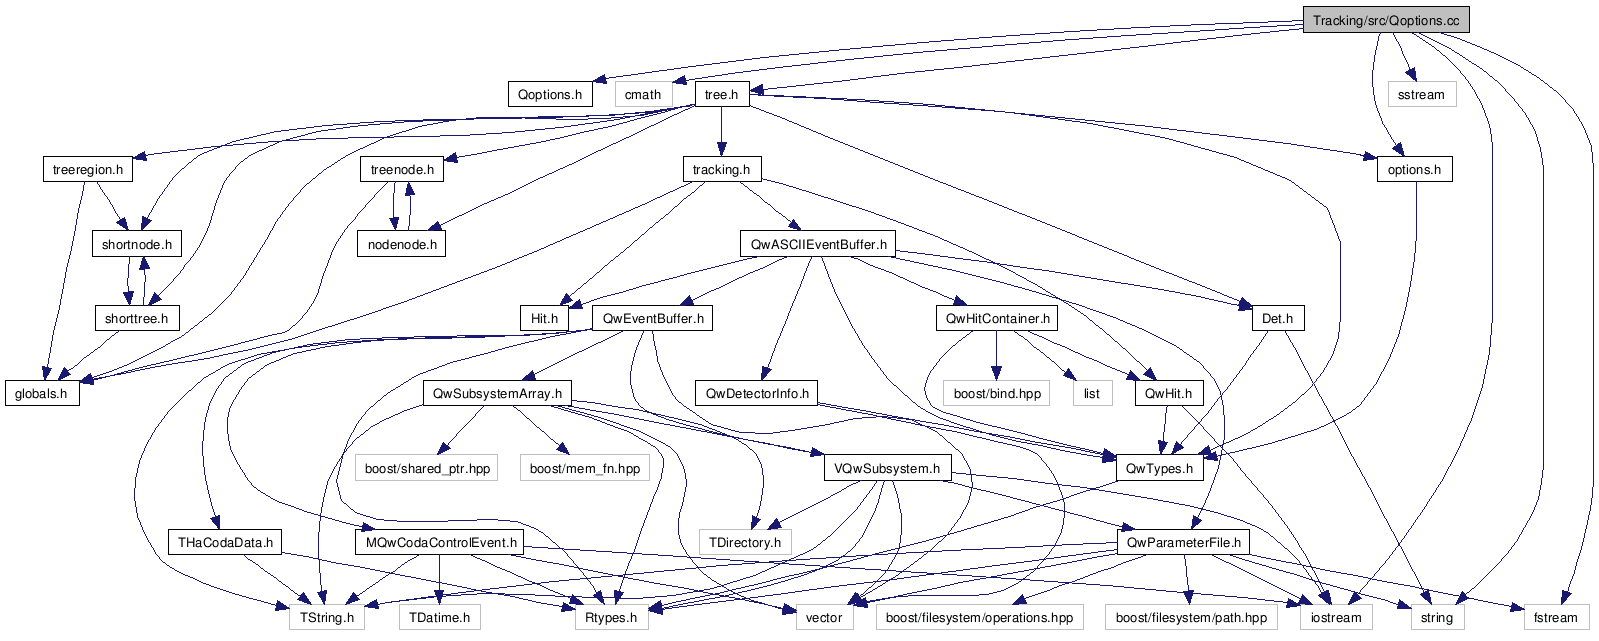 Tracking/src/Qoptions.cc
Qoptions.h
cmath
tree.h
sstream
treeregion.h
treenode.h
tracking.h
options.h
shortnode.h
nodenode.h
QwASCIIEventBuffer.h
shorttree.h
Hit.h
QwEventBuffer.h
QwHitContainer.h
Det.h
globals.h
QwSubsystemArray.h
QwDetectorInfo.h
boost/bind.hpp
list
QwHit.h
boost/shared_ptr.hpp
boost/mem_fn.hpp
VQwSubsystem.h
QwTypes.h
THaCodaData.h
MQwCodaControlEvent.h
TDirectory.h
QwParameterFile.h
TString.h
TDatime.h
Rtypes.h
vector
boost/filesystem/operations.hpp
boost/filesystem/path.hpp
iostream
string
fstream